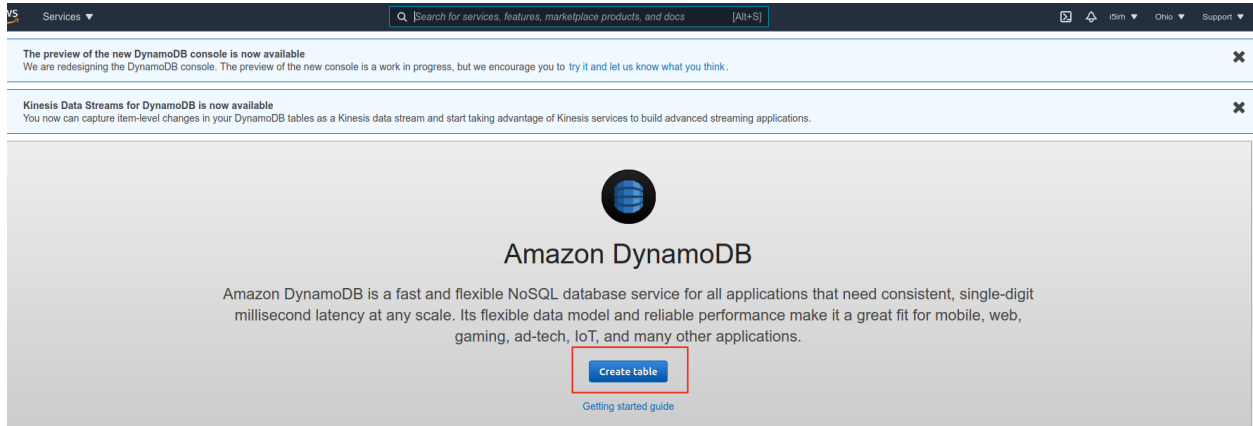 Services ▼
Search for services, features, marketplace products, and docs [Alt+S]
i5irh ▼ Ohio ▼ Support ▼
The preview of the new DynamoDB console is now available
We are redesigning the DynamoDB console. The preview of the new console is a work in progress, but we encourage you to try it and let us know what you think.
Kinesis Data Streams for DynamoDB is now available
You now can capture item-level changes in your DynamoDB tables as a Kinesis data stream and start taking advantage of Kinesis services to build advanced streaming applications.
Amazon DynamoDB
Amazon DynamoDB is a fast and flexible NoSQL database service for all applications that need consistent, single-digit
millisecond latency at any scale. Its flexible data model and reliable performance make it a great fit for mobile, web,
gaming, ad-tech, IoT, and many other applications.
Create table
Getting started guide